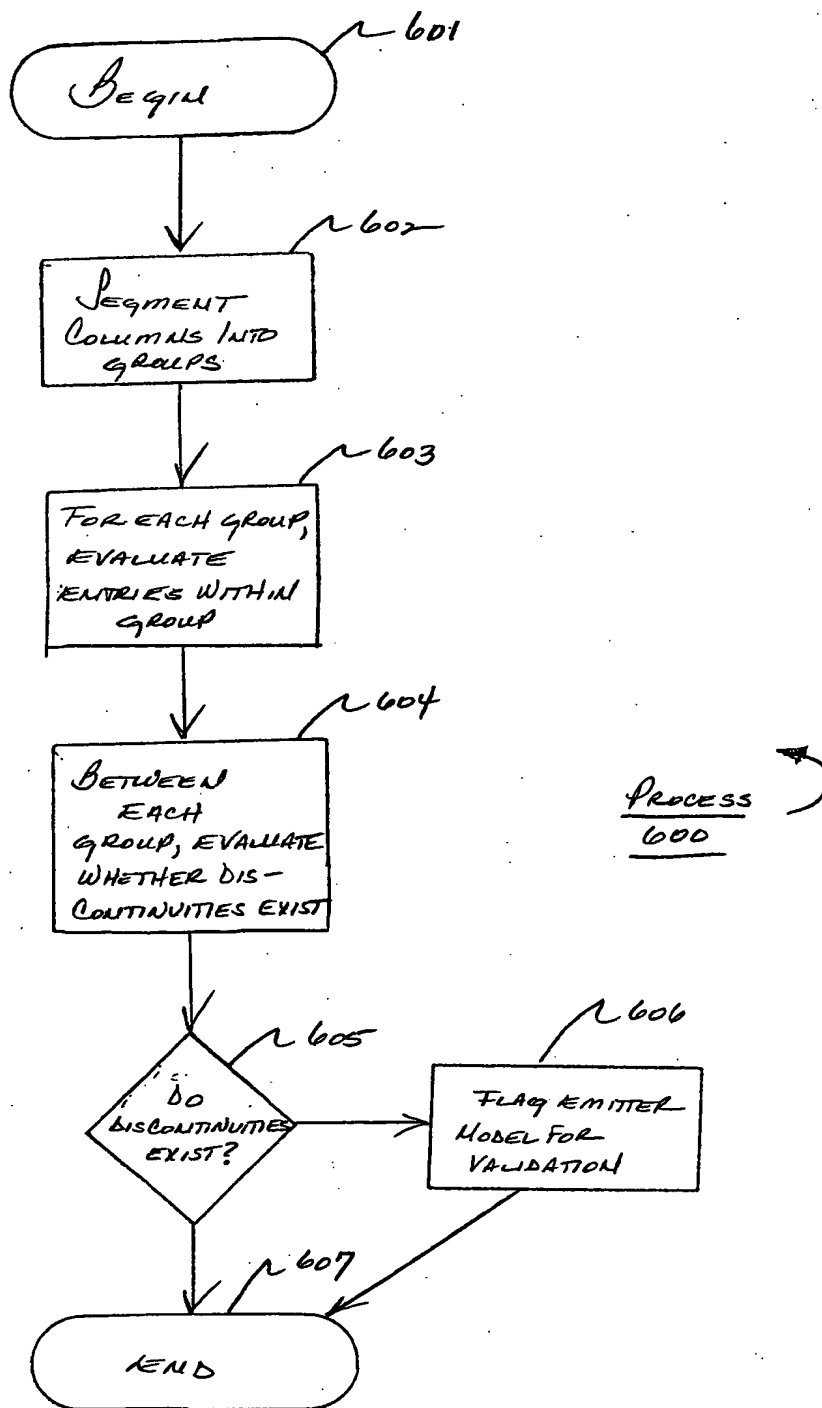 601
BEGIN
602
SEGMENT
COLUMNS INTO
GROUPS
603
FOR EACH GROUP,
EVALUATE
ENTRIES WITHIN
GROUP
604
BETWEEN
EACH
GROUP, EVALUATE
WHETHER DIS-
CONTINUITIES EXIST
PROCESS
600
605
DO
DISCONTINUITIES
EXIST?
606
FLAG EMITTER
MODEL FOR
VALIDATION
607
END